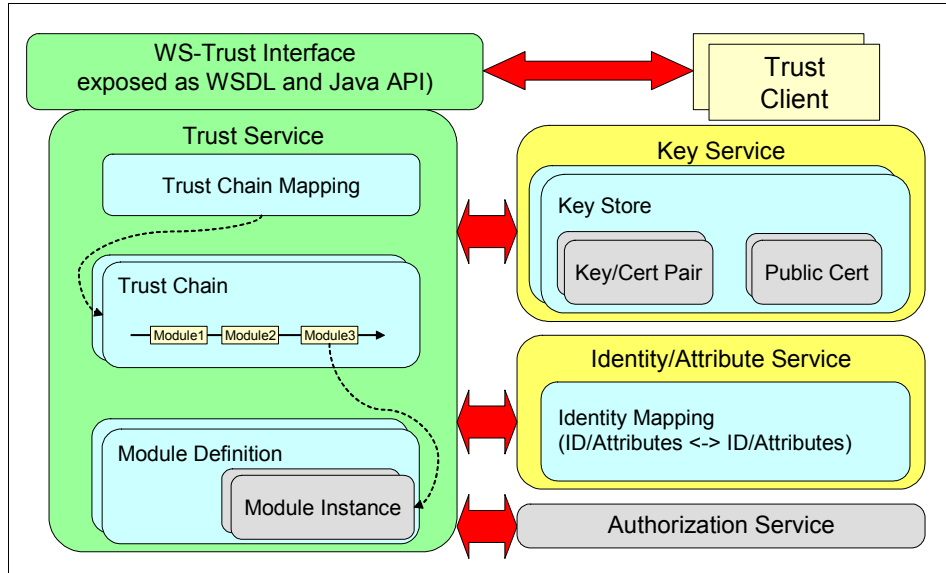 WS-Trust Interface
exposed as WSDL and Java API)
Trust
Client
Trust Service
Trust Chain Mapping
Trust Chain
Module1
Module2
Module3
Module Definition
Module Instance
Key Service
Key Store
Key/Cert Pair
Public Cert
Identity/Attribute Service
Identity Mapping
(ID/Attributes <-> ID/Attributes)
Authorization Service